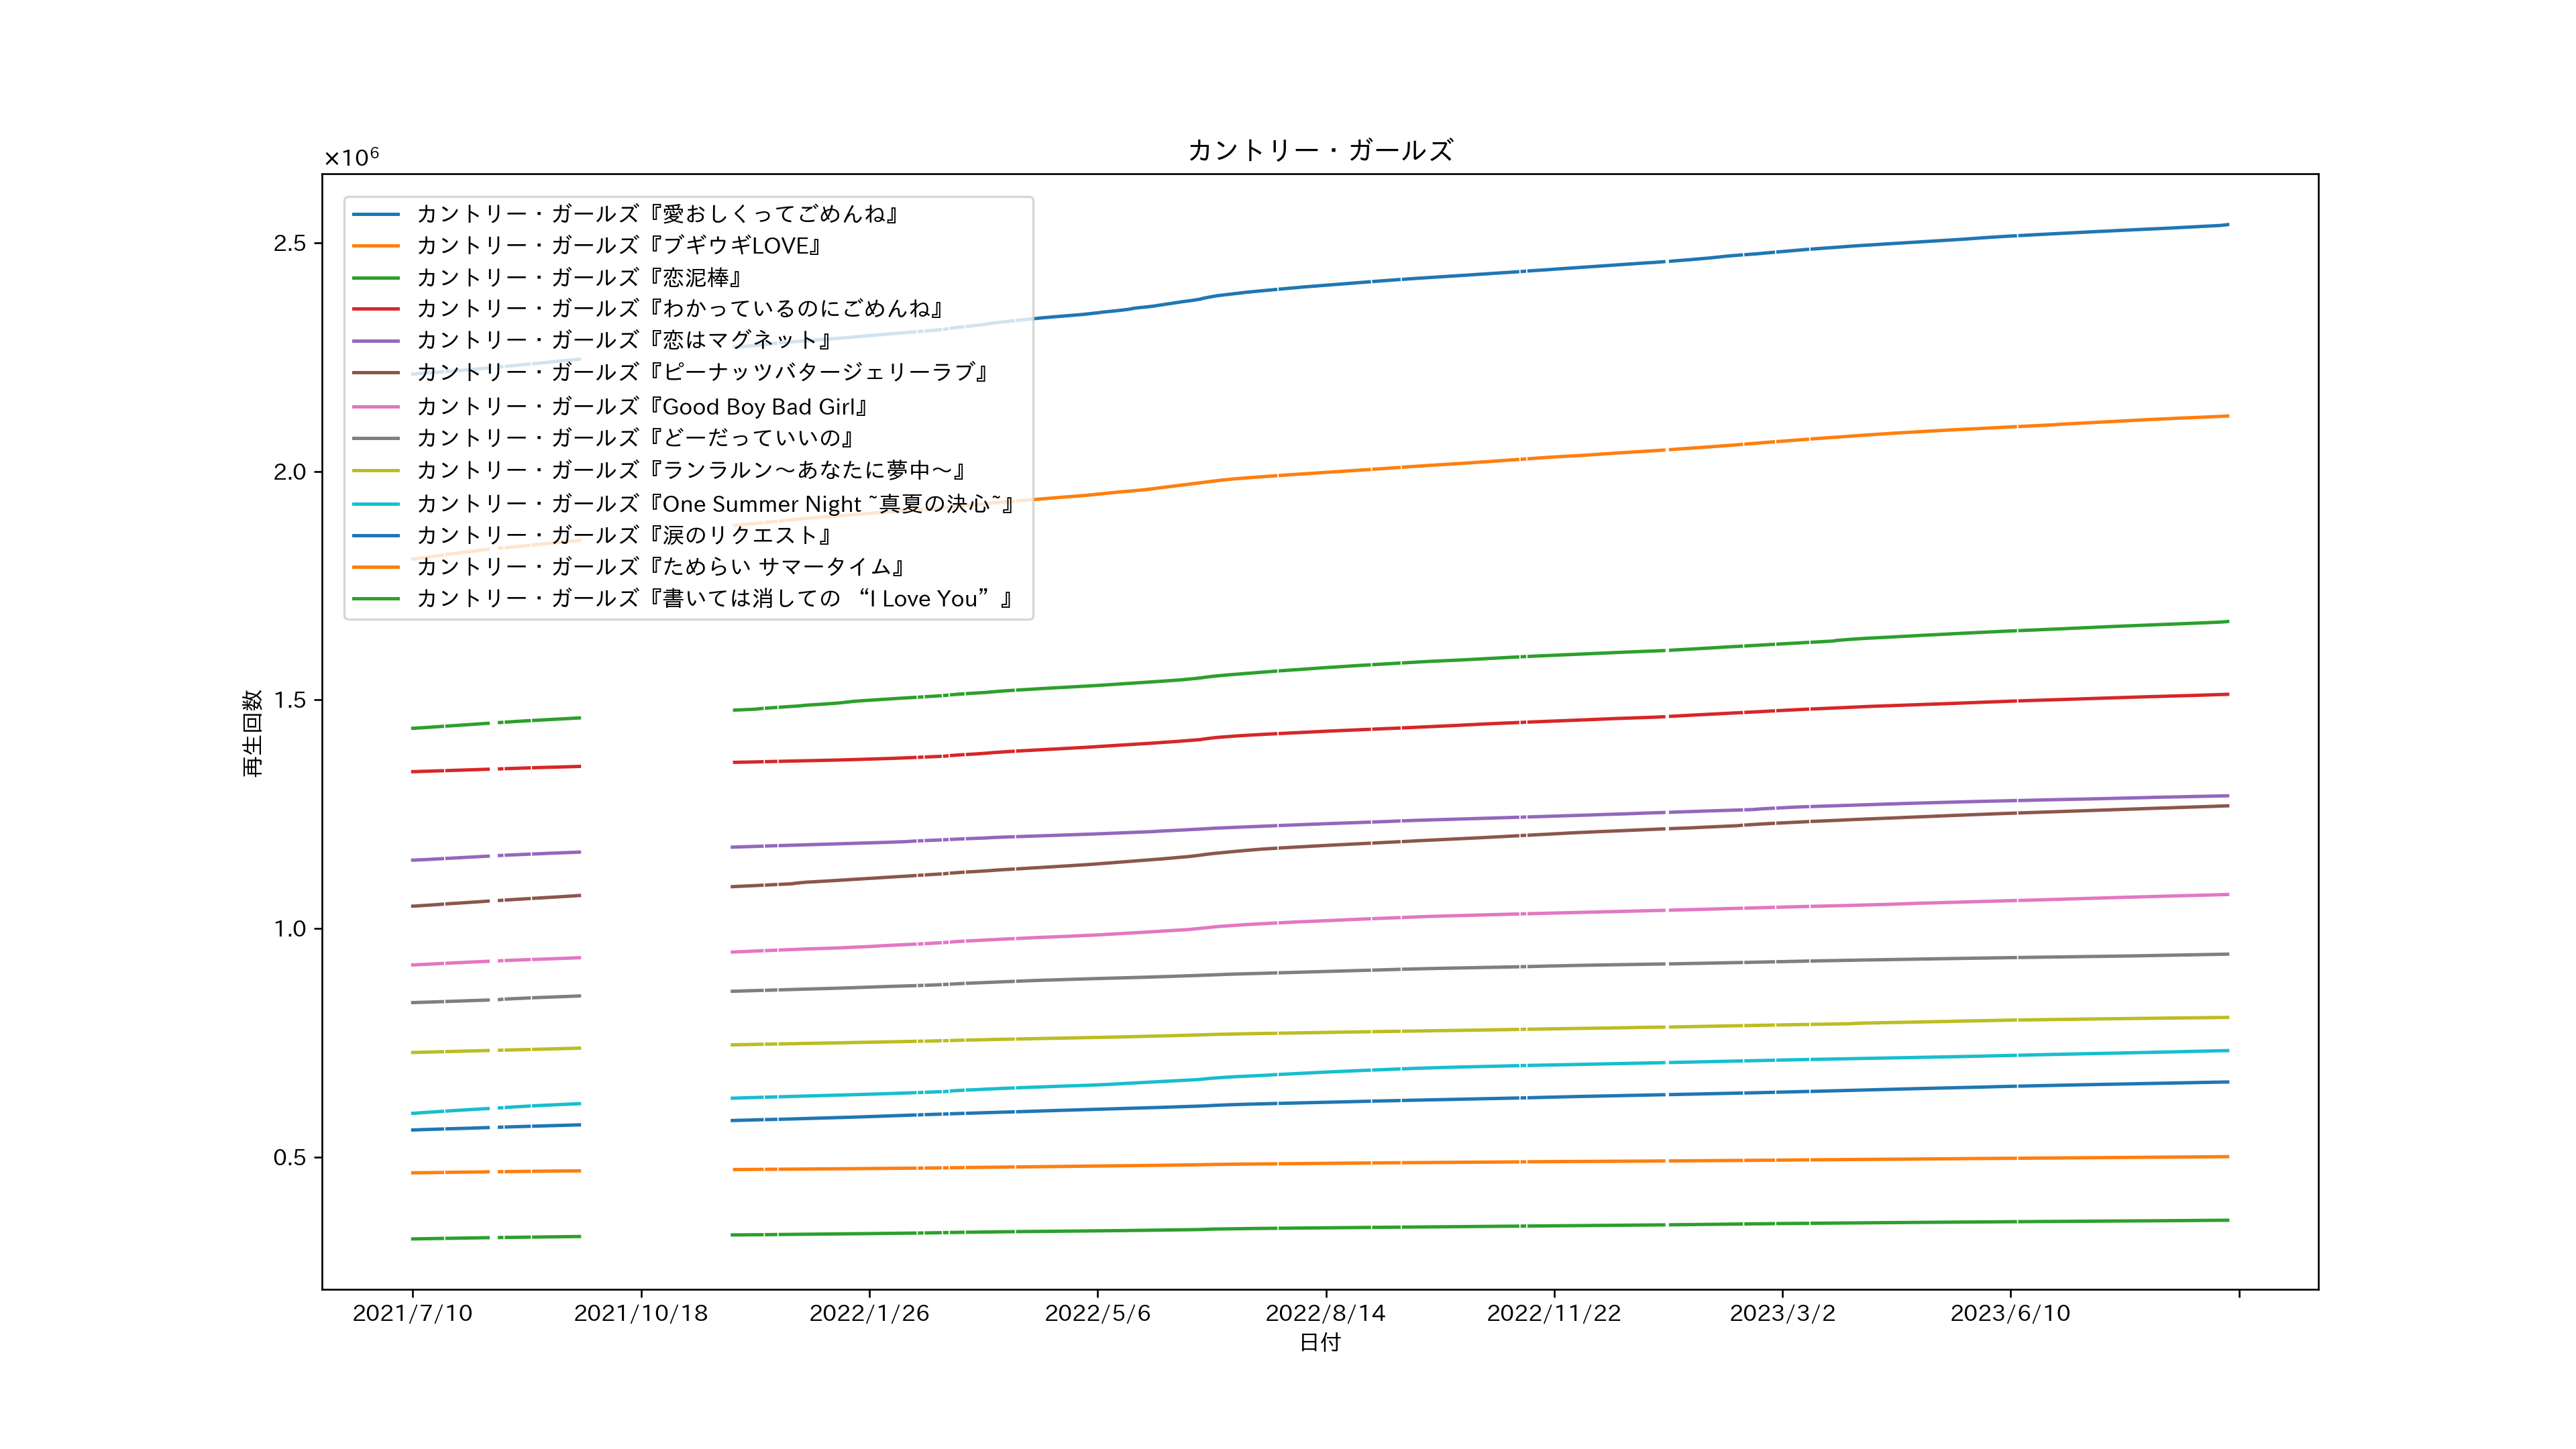 カントリー・ガールズ
×10⁶
カントリー・ガールズ『愛おしくってごめんね』
カントリー・ガールズ『ブギウギLOVE』
カントリー・ガールズ『恋泥棒』
カントリー・ガールズ『わかっているのにごめんね』
カントリー・ガールズ『恋はマグネット』
カントリー・ガールズ『ピーナッツバタージェリーラブ』
カントリー・ガールズ『Good Boy Bad Girl』
カントリー・ガールズ『どーだっていいの』
カントリー・ガールズ『ランラルン〜あなたに夢中〜』
カントリー・ガールズ『One Summer Night ~真夏の決心~』
カントリー・ガールズ『涙のリクエスト』
カントリー・ガールズ『ためらい サマータイム』
カントリー・ガールズ『書いては消しての “I Love You” 』
2.5
2.0
1.5
1.0
0.5
再生回数
2021/7/10
2021/10/18
2022/1/26
2022/5/6
2022/8/14
2022/11/22
2023/3/2
2023/6/10
日付